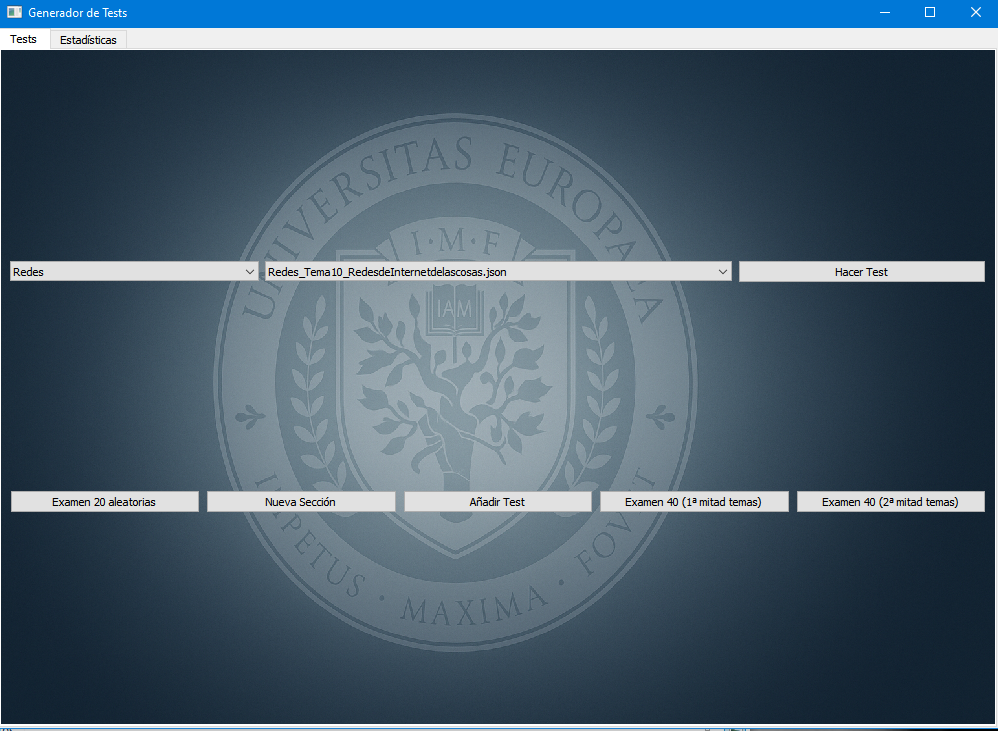 Generador de Tests
Tests
Estadísticas
UNIVERSITAS EUROPAEA
I·M·F
IAM
Redes
Redes_Tema10_RedesdeInternetdelascosas.json
Hacer Test
Examen 20 aleatorias
Nueva Sección
Añadir Test
Examen 40 (1ª mitad temas)
Examen 40 (2ª mitad temas)
IMPETUS · MAXIMA · FOVENT